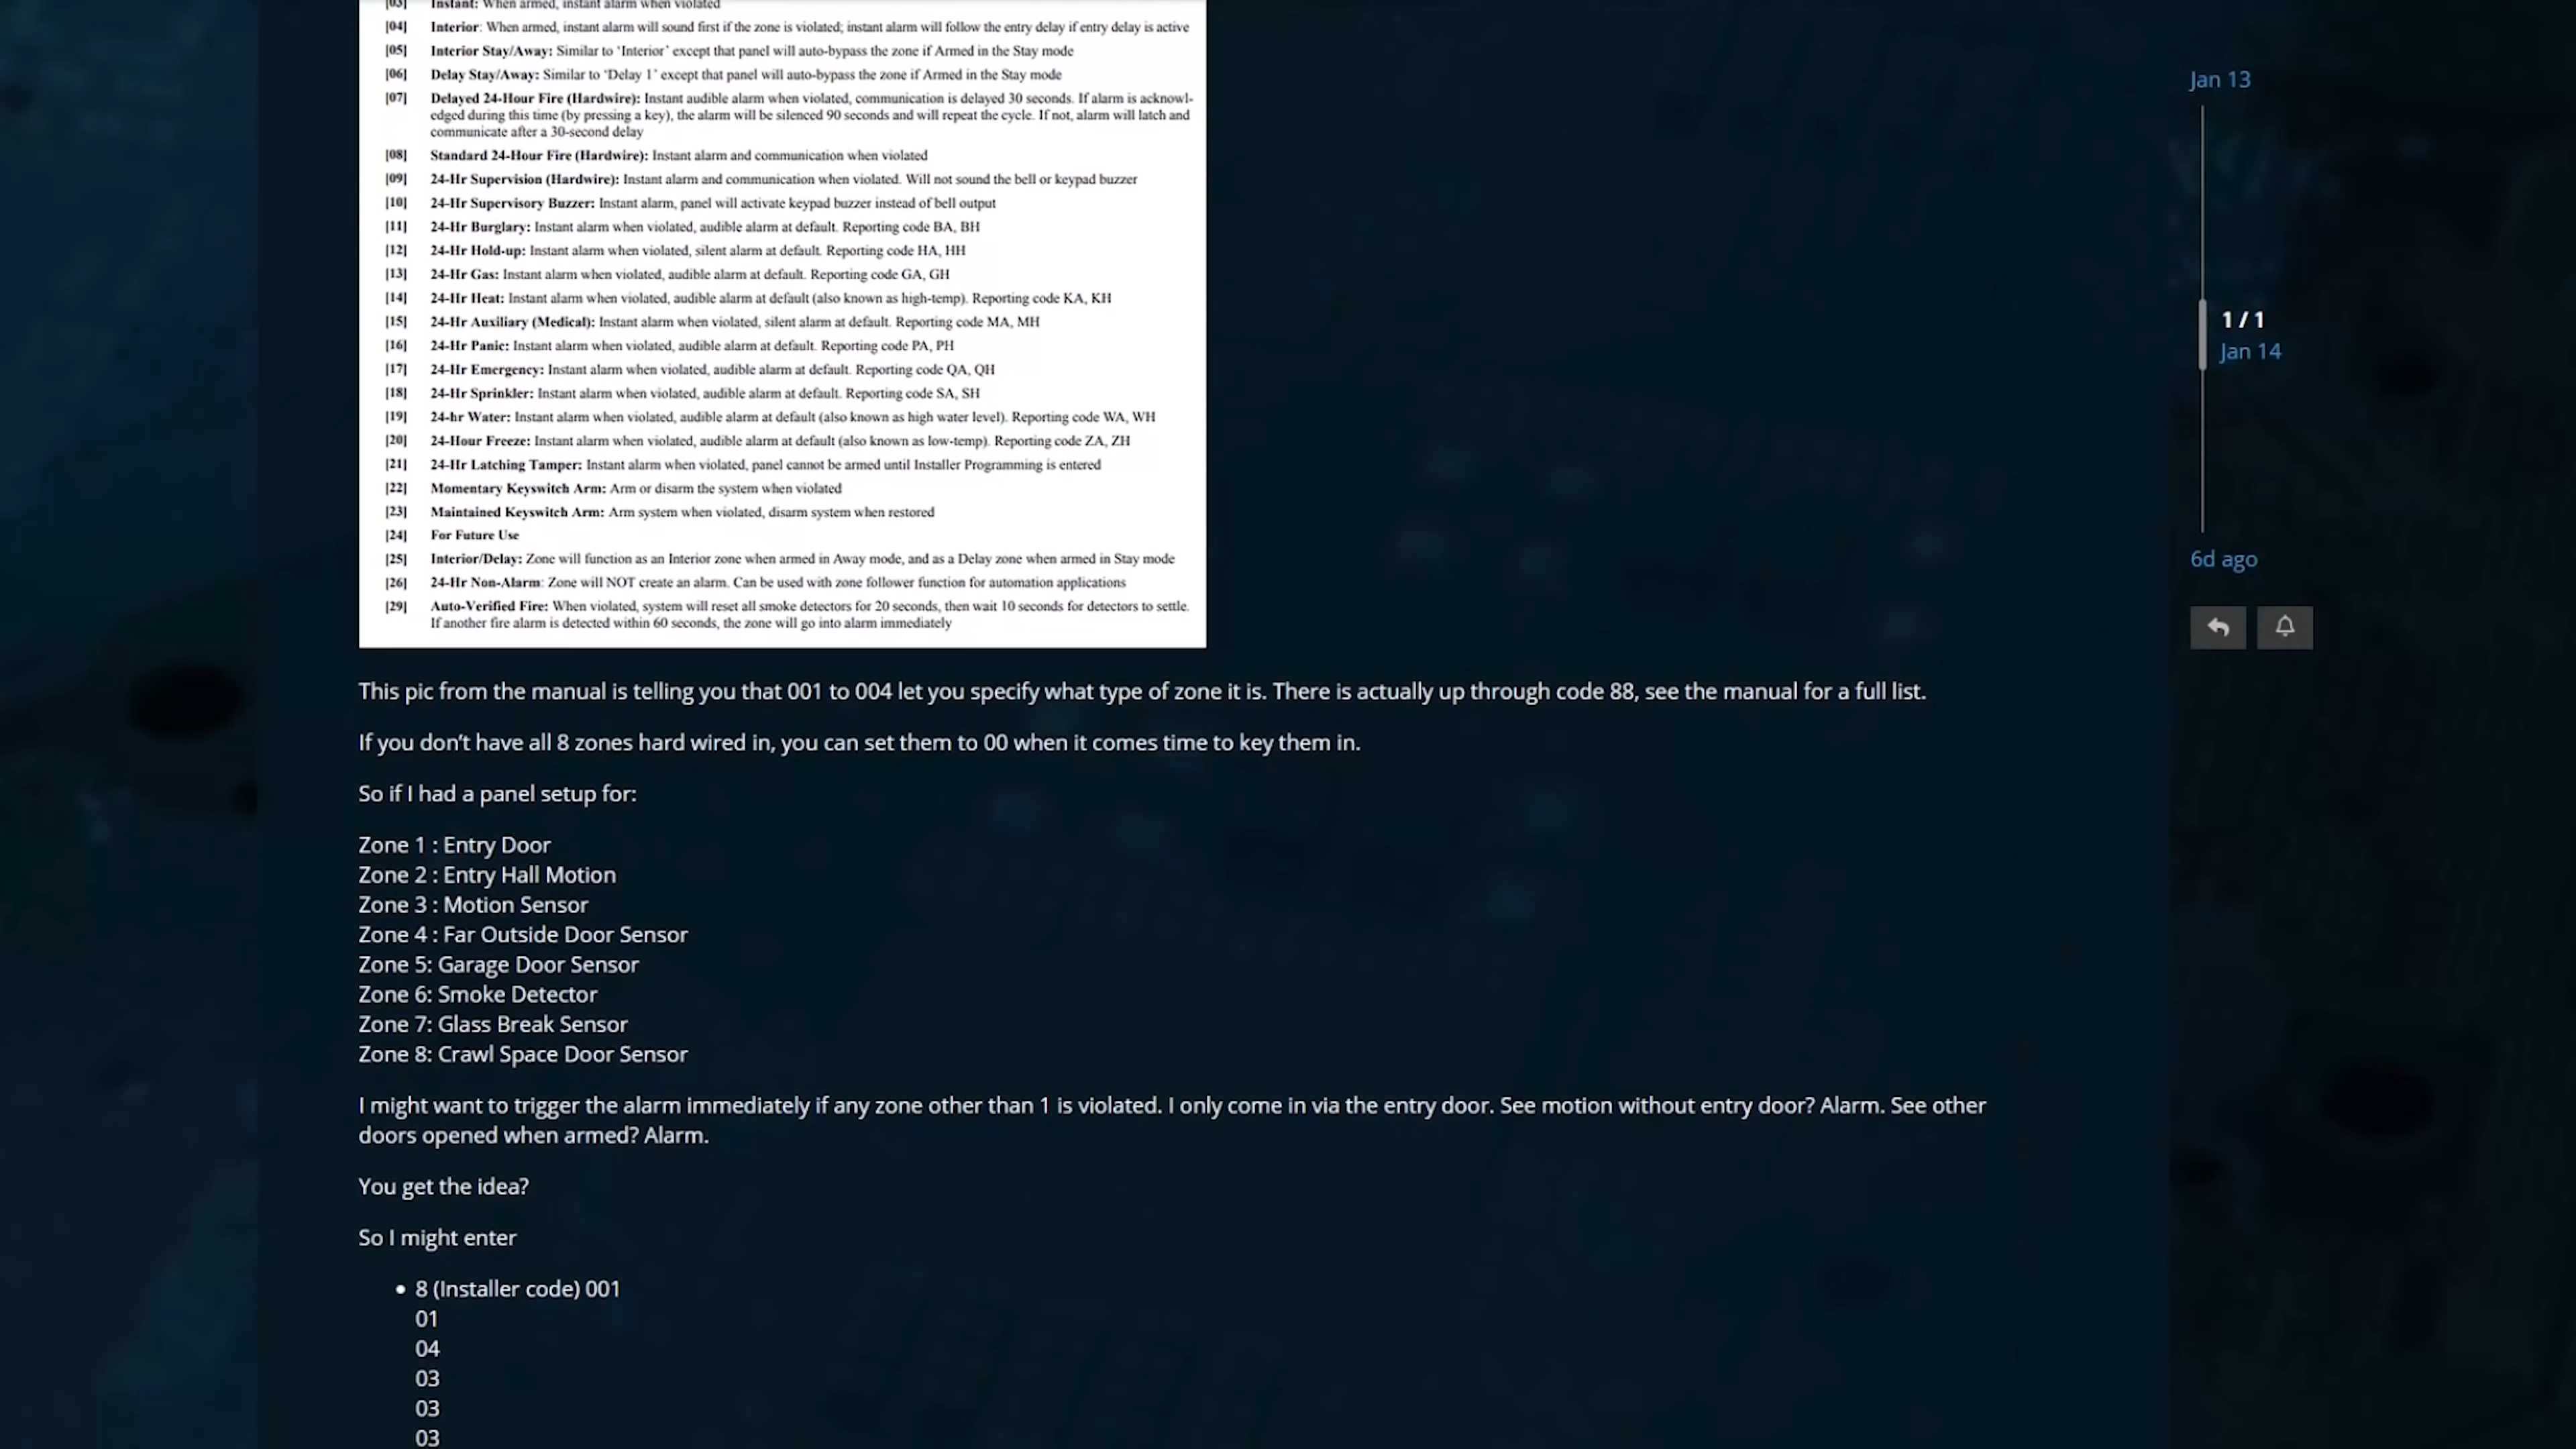 [03] Instant: When armed, instant alarm when violated
[04] Interior: When armed, instant alarm will sound first if the zone is violated; instant alarm will follow the entry delay if entry delay is active
[05] Interior Stay/Away: Similar to ‘Interior’ except that panel will auto-bypass the zone if Armed in the Stay mode
[06] Delay Stay/Away: Similar to ‘Delay 1’ except that panel will auto-bypass the zone if Armed in the Stay mode
[07] Delayed 24-Hour Fire (Hardwire): Instant audible alarm when violated, communication is delayed 30 seconds. If alarm is acknowl-
edged during this time (by pressing a key), the alarm will be silenced 90 seconds and will repeat the cycle. If not, alarm will latch and
communicate after a 30-second delay
[08] Standard 24-Hour Fire (Hardwire): Instant alarm and communication when violated
[09] 24-Hr Supervision (Hardwire): Instant alarm and communication when violated. Will not sound the bell or keypad buzzer
[10] 24-Hr Supervisory Buzzer: Instant alarm, panel will activate keypad buzzer instead of bell output
[11] 24-Hr Burglary: Instant alarm when violated, audible alarm at default. Reporting code BA, BH
[12] 24-Hr Hold-up: Instant alarm when violated, silent alarm at default. Reporting code HA, HH
[13] 24-Hr Gas: Instant alarm when violated, audible alarm at default. Reporting code GA, GH
[14] 24-Hr Heat: Instant alarm when violated, audible alarm at default (also known as high-temp). Reporting code KA, KH
[15] 24-Hr Auxiliary (Medical): Instant alarm when violated, silent alarm at default. Reporting code MA, MH
[16] 24-Hr Panic: Instant alarm when violated, audible alarm at default. Reporting code PA, PH
[17] 24-Hr Emergency: Instant alarm when violated, audible alarm at default. Reporting code QA, QH
[18] 24-Hr Sprinkler: Instant alarm when violated, audible alarm at default. Reporting code SA, SH
[19] 24-hr Water: Instant alarm when violated, audible alarm at default (also known as high water level). Reporting code WA, WH
[20] 24-Hour Freeze: Instant alarm when violated, audible alarm at default (also known as low-temp). Reporting code ZA, ZH
[21] 24-Hr Latching Tamper: Instant alarm when violated, panel cannot be armed until Installer Programming is entered
[22] Momentary Keyswitch Arm: Arm or disarm the system when violated
[23] Maintained Keyswitch Arm: Arm system when violated, disarm system when restored
[24] For Future Use
[25] Interior/Delay: Zone will function as an Interior zone when armed in Away mode, and as a Delay zone when armed in Stay mode
[26] 24-Hr Non-Alarm: Zone will NOT create an alarm. Can be used with zone follower function for automation applications
[29] Auto-Verified Fire: When violated, system will reset all smoke detectors for 20 seconds, then wait 10 seconds for detectors to settle.
If another fire alarm is detected within 60 seconds, the zone will go into alarm immediately
This pic from the manual is telling you that 001 to 004 let you specify what type of zone it is. There is actually up through code 88, see the manual for a full list.
If you don’t have all 8 zones hard wired in, you can set them to 00 when it comes time to key them in.
So if I had a panel setup for:
Zone 1 : Entry Door
Zone 2 : Entry Hall Motion
Zone 3 : Motion Sensor
Zone 4 : Far Outside Door Sensor
Zone 5: Garage Door Sensor
Zone 6: Smoke Detector
Zone 7: Glass Break Sensor
Zone 8: Crawl Space Door Sensor
I might want to trigger the alarm immediately if any zone other than 1 is violated. I only come in via the entry door. See motion without entry door? Alarm. See other
doors opened when armed? Alarm.
You get the idea?
So I might enter
• 8 (Installer code) 001
01
04
03
03
03
Jan 13
1 / 1
Jan 14
6d ago